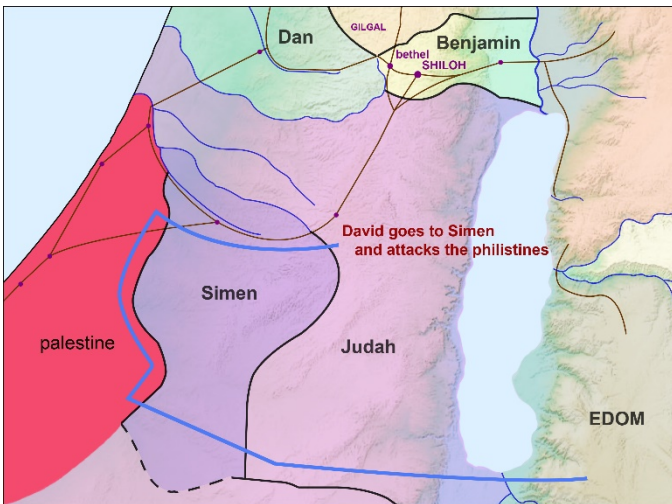 Dan
GILGAL
Benjamin
bethel
SHILOH
David goes to Simen
and attacks the philistines
Simen
palestine
Judah
EDOM